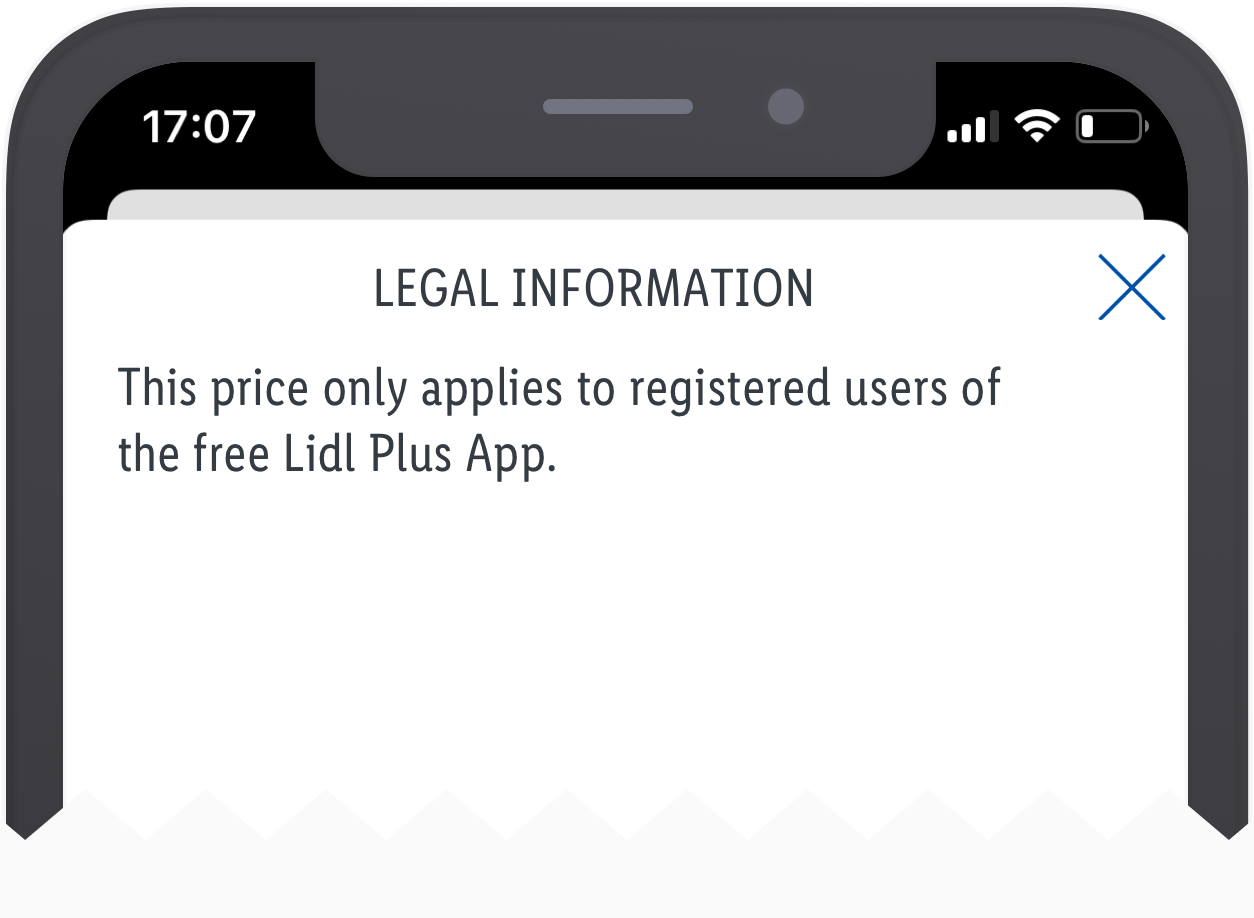 17:07
LEGAL INFORMATION
This price only applies to registered users of
the free Lidl Plus App.